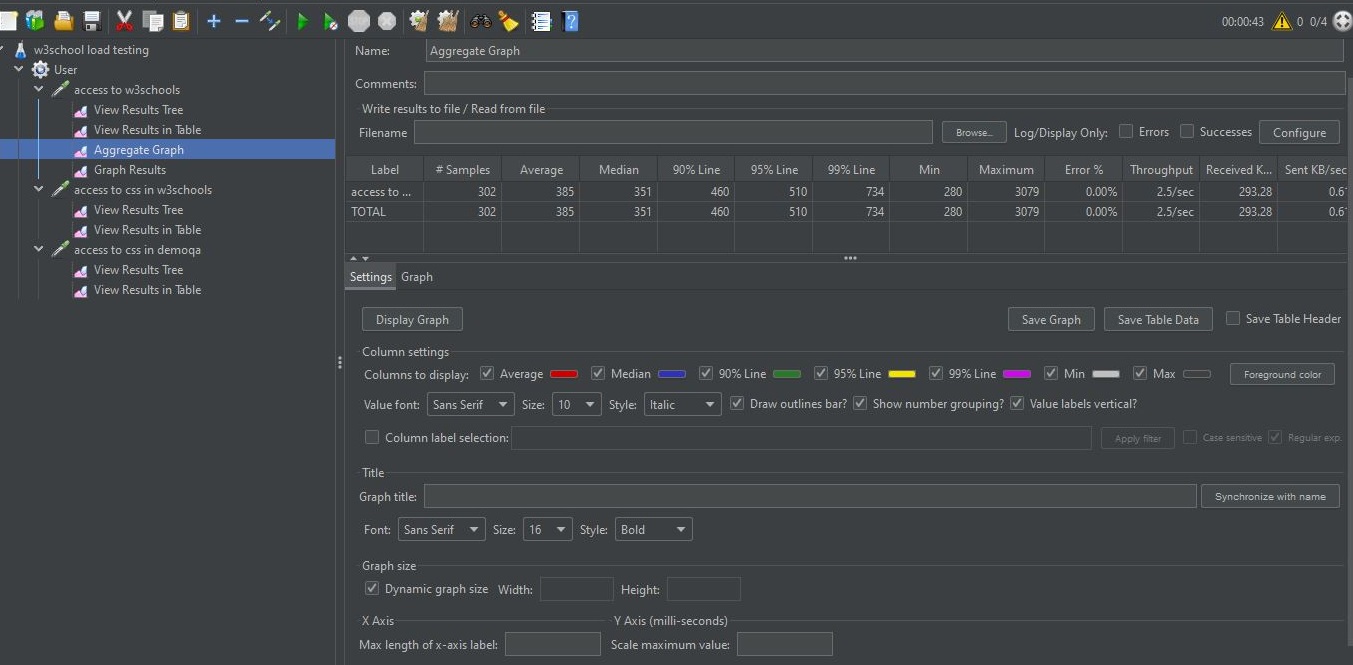 00:00:43 0 0/4
w3school load testing
User
access to w3schools
View Results Tree
View Results in Table
Aggregate Graph
Graph Results
access to css in w3schools
View Results Tree
View Results in Table
access to css in demoqa
View Results Tree
View Results in Table
Name: Aggregate Graph
Comments:
Write results to file / Read from file
Filename Browse... Log/Display Only: Errors Successes Configure
Label # Samples Average Median 90% Line 95% Line 99% Line Min Maximum Error % Throughput Received K... Sent KB/sec
access to ... 302 385 351 460 510 734 280 3079 0.00% 2.5/sec 293.28 0.6
TOTAL 302 385 351 460 510 734 280 3079 0.00% 2.5/sec 293.28 0.6
Settings Graph
Display Graph Save Graph Save Table Data Save Table Header
Column settings
Columns to display: Average Median 90% Line 95% Line 99% Line Min Max Foreground color
Value font: Sans Serif Size: 10 Style: Italic Draw outlines bar? Show number grouping? Value labels vertical?
Column label selection: Apply filter Case sensitive Regular exp.
Title
Graph title: Synchronize with name
Font: Sans Serif Size: 16 Style: Bold
Graph size
Dynamic graph size Width: Height:
X Axis Y Axis (milli-seconds)
Max length of x-axis label: Scale maximum value: